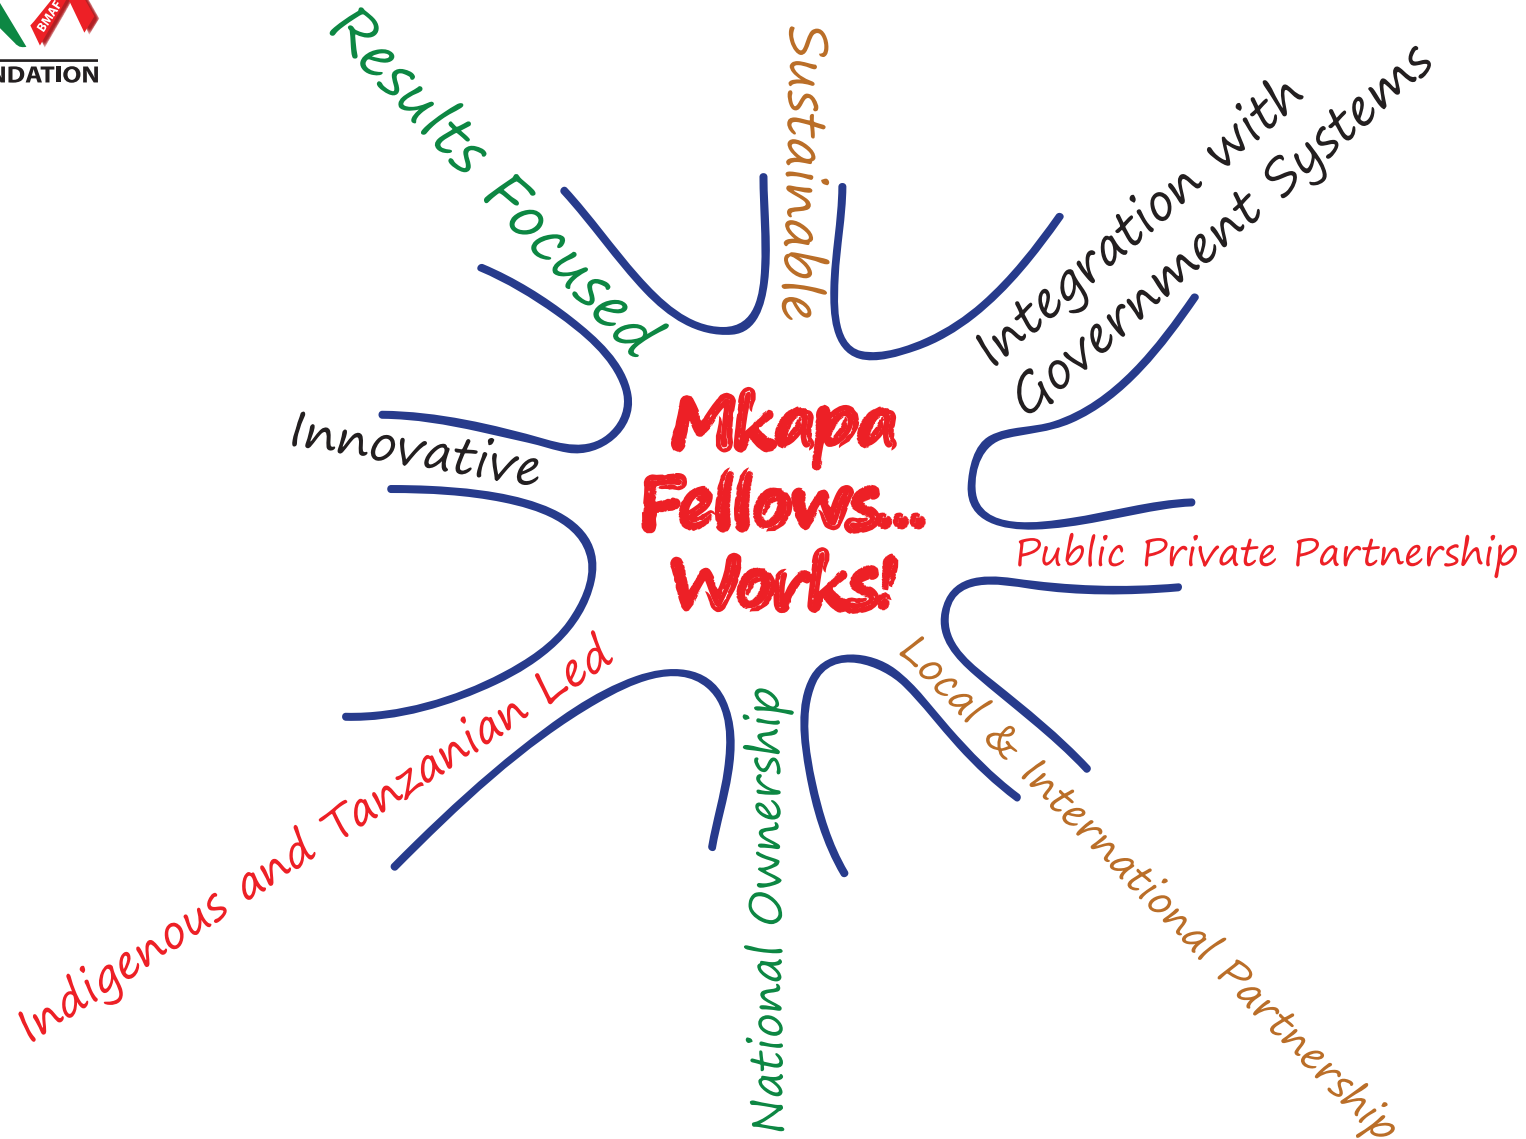 BMAF
Results Focused
Sustainable
Integration with
Government Systems
Innovative
Mkapa
Fellows...
Works!
Public Private Partnership
Local & International Partnership
Indigenous and Tanzanian Led
National Ownership